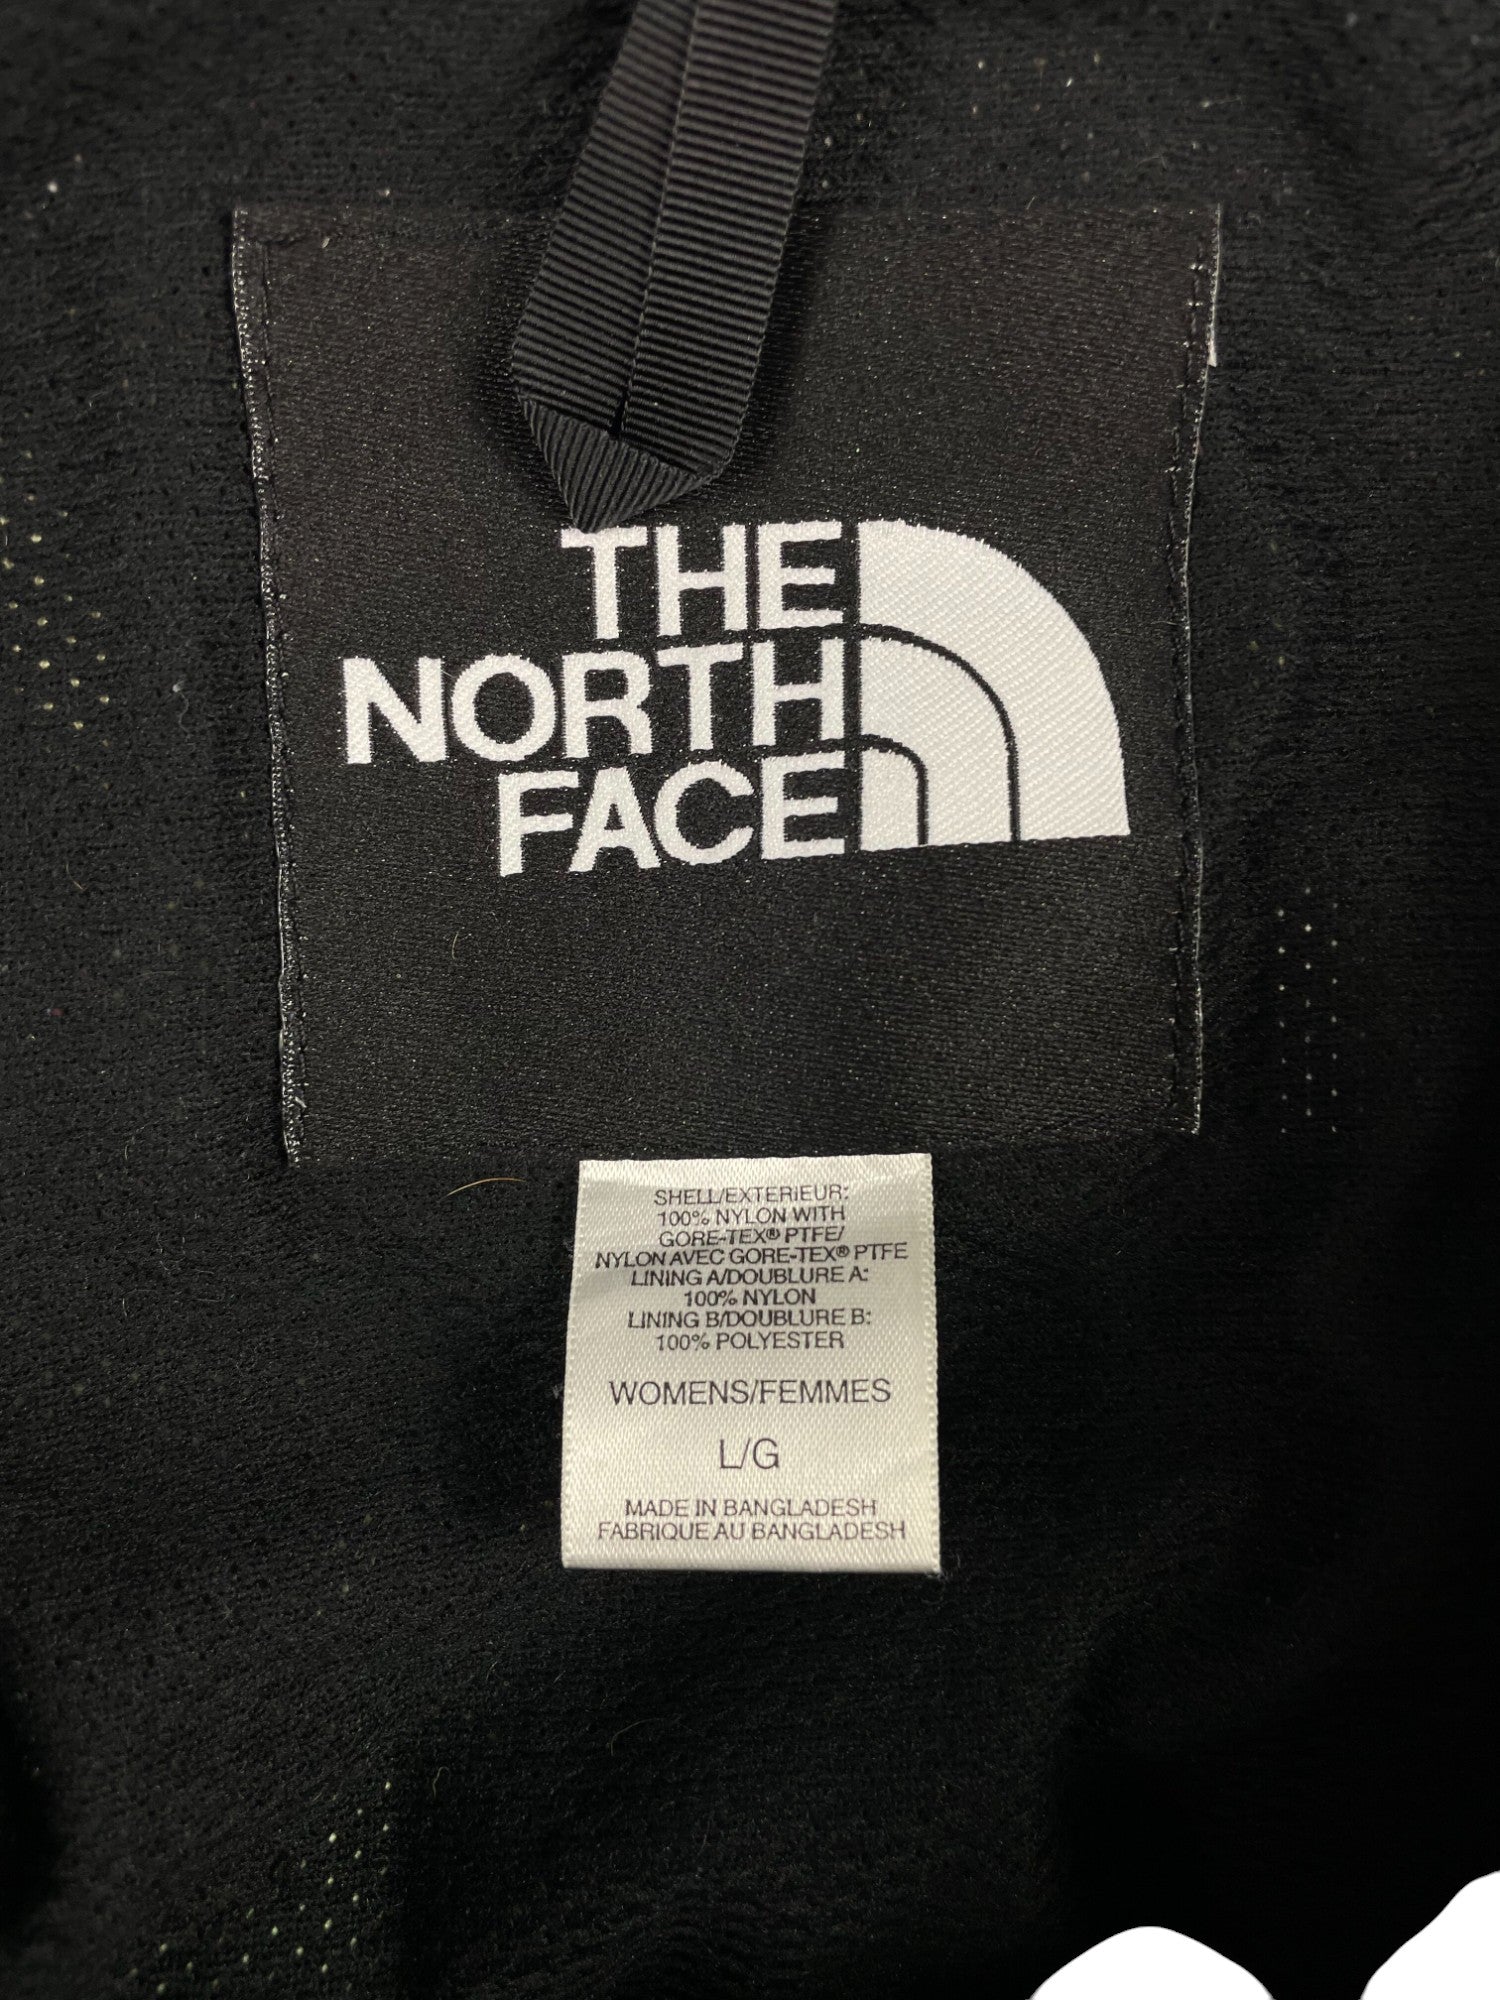 THE
NORTH
FACE
SHELL/EXTERIEUR:
100% NYLON WITH
GORE-TEX® PTFE/
NYLON AVEC GORE-TEX® PTFE
LINING A/DOUBLURE A:
100% NYLON
LINING B/DOUBLURE B:
100% POLYESTER
WOMENS/FEMMES
L/G
MADE IN BANGLADESH
FABRIQUE AU BANGLADESH